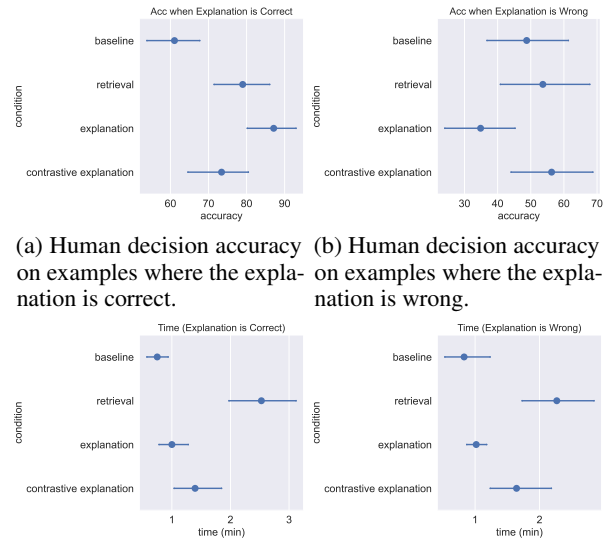 Acc when Explanation is Correct
baseline
retrieval
explanation
contrastive explanation
condition
60 70 80 90
accuracy
Acc when Explanation is Wrong
baseline
retrieval
explanation
contrastive explanation
condition
30 40 50 60 70
accuracy
(a) Human decision accuracy
on examples where the expla-
nation is correct.
(b) Human decision accuracy
on examples where the expla-
nation is wrong.
Time (Explanation is Correct)
baseline
retrieval
explanation
contrastive explanation
condition
1 2 3
time (min)
Time (Explanation is Wrong)
baseline
retrieval
explanation
contrastive explanation
condition
1 2
time (min)